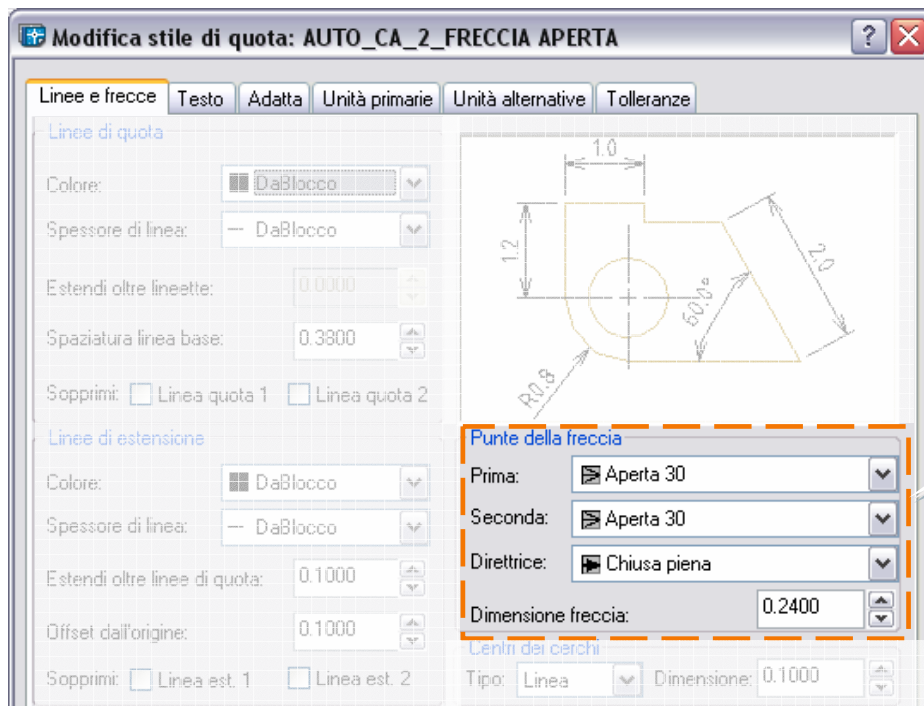 Modifica stile di quota: AUTO_CA_2_FRECCIA APERTA
?
Linee e frecce
Testo
Adatta
Unità primarie
Unità alternative
Tolleranze
Linee di quota
Colore: DaBlocco
Spessore di linea: DaBlocco
Estendi oltre lineette: 0.0000
Spaziatura linea base: 0.3800
Sopprimi: Linea quota 1 Linea quota 2
Linee di estensione
Colore: DaBlocco
Spessore di linea: DaBlocco
Estendi oltre linee di quota: 0.1000
Offset dall'origine: 0.1000
Sopprimi: Linea est. 1 Linea est. 2
1.0
1.2
2.0
60.0°
R0.8
Punte della freccia
Prima: Aperta 30
Seconda: Aperta 30
Direttrice: Chiusa piena
Dimensione freccia: 0.2400
Centri dei cerchi
Tipo: Linea Dimensione: 0.1000